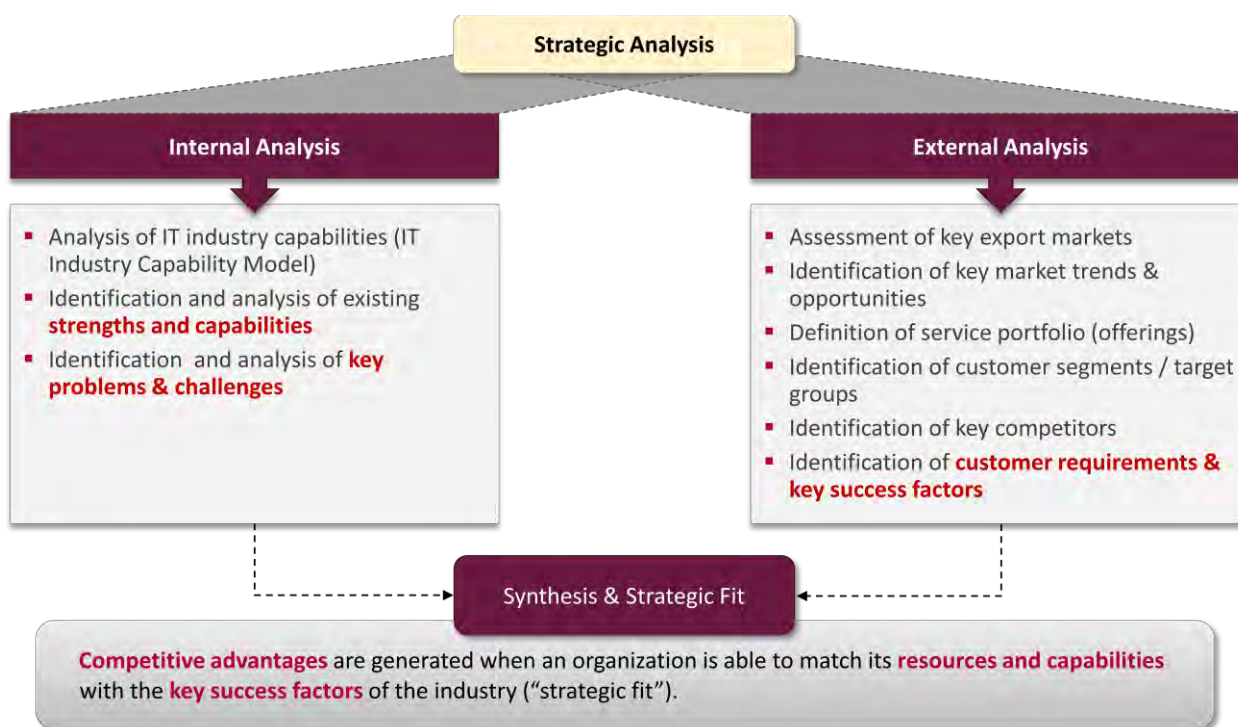 Strategic Analysis
Internal Analysis
▪ Analysis of IT industry capabilities (IT
Industry Capability Model)
▪ Identification and analysis of existing
strengths and capabilities
▪ Identification  and analysis of key
problems & challenges
External Analysis
▪ Assessment of key export markets
▪ Identification of key market trends &
opportunities
▪ Definition of service portfolio (offerings)
▪ Identification of customer segments / target
groups
▪ Identification of key competitors
▪ Identification of customer requirements &
key success factors
Synthesis & Strategic Fit
Competitive advantages are generated when an organization is able to match its resources and capabilities
with the key success factors of the industry (“strategic fit”).